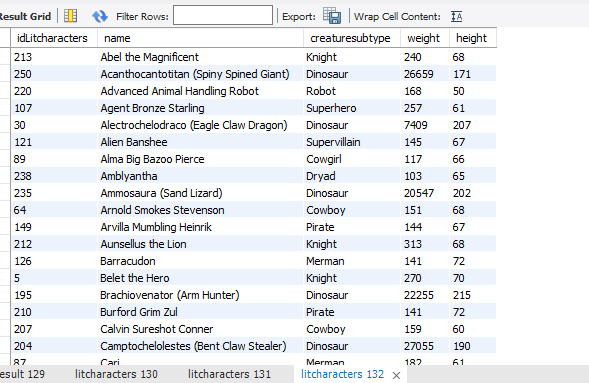 Result Grid Filter Rows: Export: Wrap Cell Content:
idLitcharacters name creaturesubtype weight height
213 Abel the Magnificent Knight 240 68
250 Acanthocantotitan (Spiny Spined Giant) Dinosaur 26659 171
220 Advanced Animal Handling Robot Robot 168 50
107 Agent Bronze Starling Superhero 257 61
30 Alectrochelodraco (Eagle Claw Dragon) Dinosaur 7409 207
121 Alien Banshee Supervillain 145 67
89 Alma Big Bazoo Pierce Cowgirl 117 66
238 Amblyantha Dryad 103 65
235 Ammosaura (Sand Lizard) Dinosaur 20547 202
64 Arnold Smokes Stevenson Cowboy 151 68
149 Arvilla Mumbling Heinrik Pirate 144 67
212 Aunsellus the Lion Knight 313 68
126 Barracudon Merman 141 72
5 Belet the Hero Knight 270 70
195 Brachiovenator (Arm Hunter) Dinosaur 22255 215
210 Burford Grim Zul Pirate 141 72
207 Calvin Sureshot Conner Cowboy 159 60
204 Camptochelolestes (Bent Claw Stealer) Dinosaur 27055 190
87 Cari Merman 182 61
esult 129 litcharacters 130 litcharacters 131 litcharacters 132